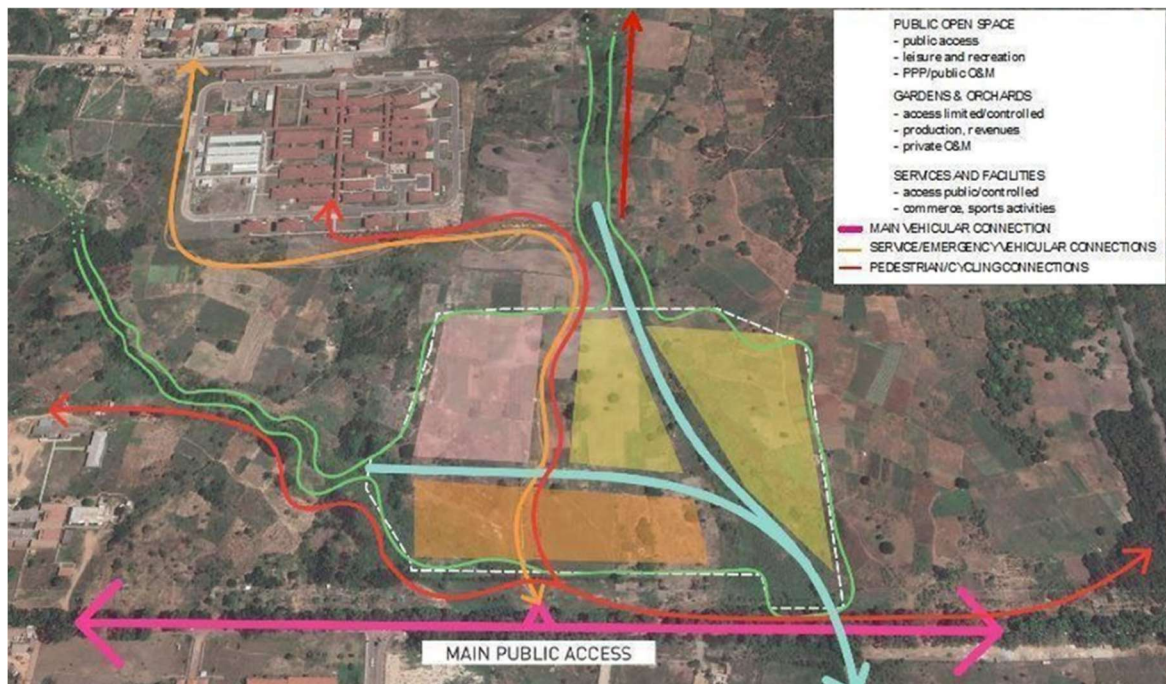 PUBLIC OPEN SPACE
- public access
- leisure and recreation
- PPP/public O&M
GARDENS & ORCHARDS
- access limited/controlled
- production, revenues
- private O&M
SERVICES AND FACILITIES
- access public/controlled
- commerce, sports activities
MAIN VEHICULAR CONNECTION
SERVICE/EMERGENCY VEHICULAR CONNECTIONS
PEDESTRIAN/CYCLING CONNECTIONS
MAIN PUBLIC ACCESS